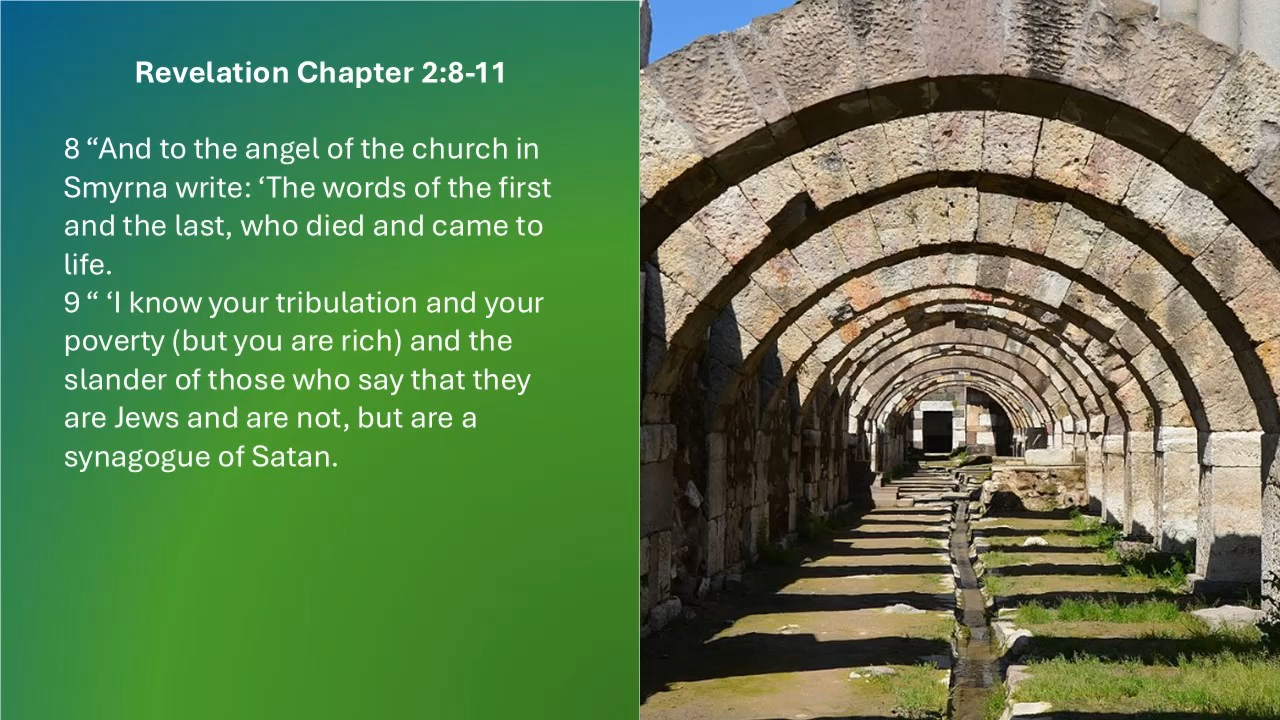 Revelation Chapter 2:8-11
8 “And to the angel of the church in
Smyrna write: ‘The words of the first
and the last, who died and came to
life.
9 “ ‘I know your tribulation and your
poverty (but you are rich) and the
slander of those who say that they
are Jews and are not, but are a
synagogue of Satan.